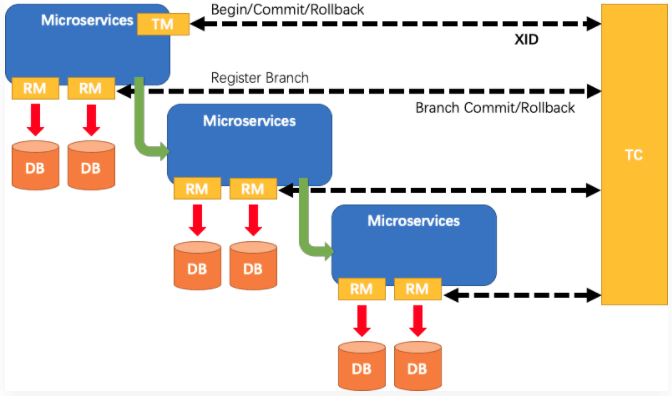 Begin/Commit/Rollback
Microservices
TM
XID
RM
RM
Register Branch
Branch Commit/Rollback
Microservices
TC
DB
DB
RM
RM
Microservices
DB
DB
RM
RM
DB
DB